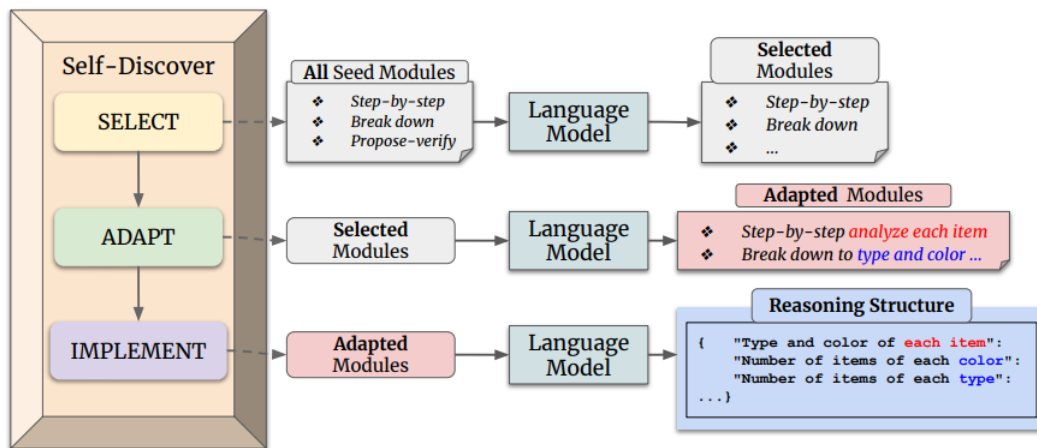 Self-Discover
SELECT
ADAPT
IMPLEMENT
All Seed Modules
❖ Step-by-step
❖ Break down
❖ Propose-verify
Language
Model
Selected
Modules
❖ Step-by-step
❖ Break down
❖ ...
Selected
Modules
Language
Model
Adapted Modules
❖ Step-by-step analyze each item
❖ Break down to type and color ...
Adapted
Modules
Language
Model
Reasoning Structure
{ "Type and color of each item":
"Number of items of each color":
"Number of items of each type":
...}